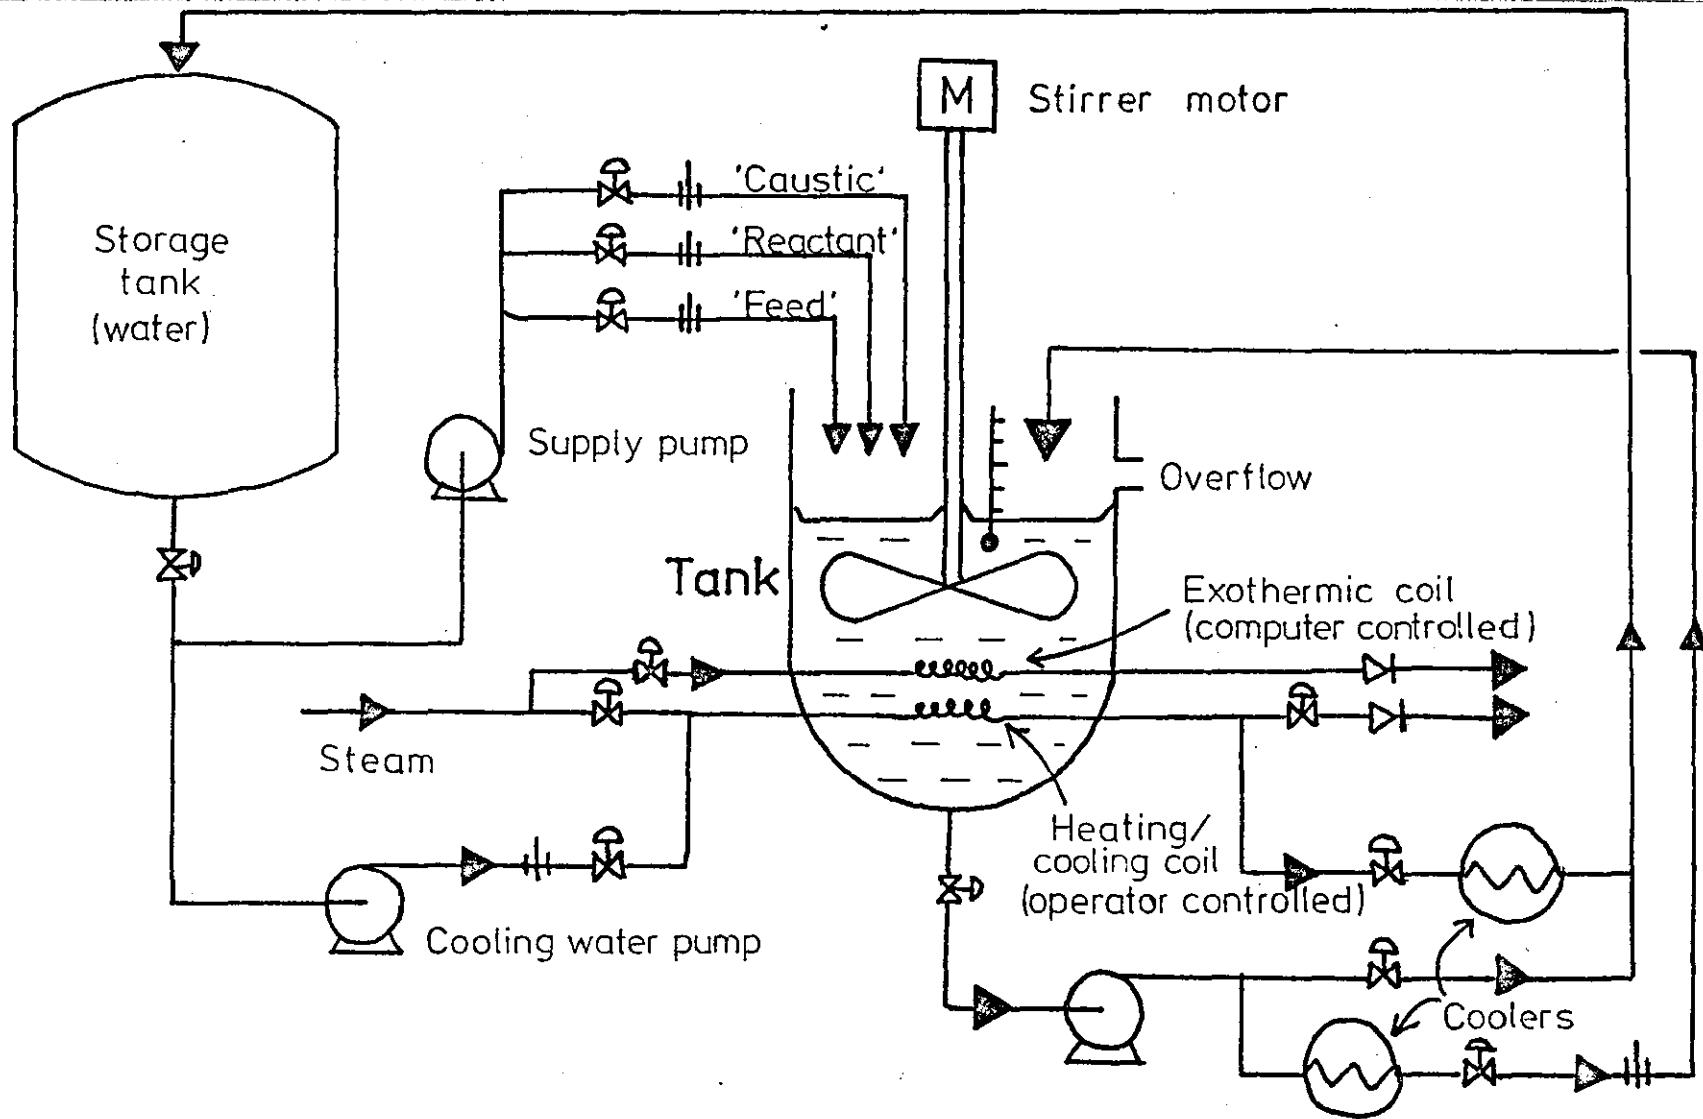 M
Stirrer motor
'Caustic'
'Reactant'
'Feed'
Storage
tank
(water)
Supply pump
Overflow
Tank
Exothermic coil
(computer controlled)
Steam
Heating/
cooling coil
(operator controlled)
Cooling water pump
Coolers